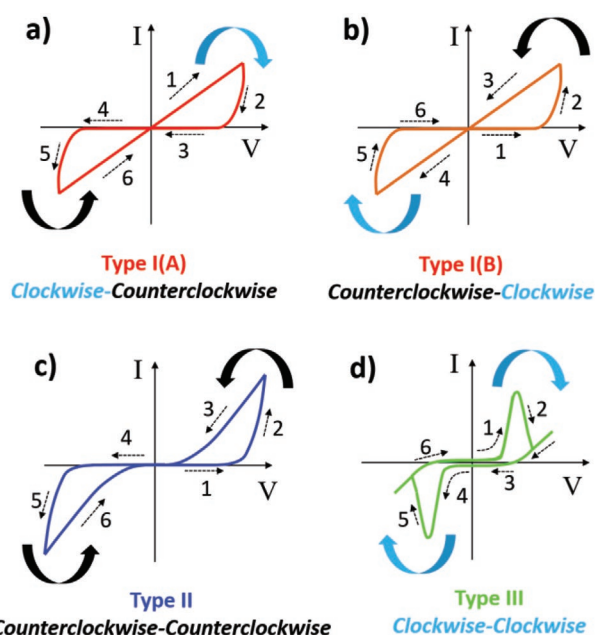 a)
I
1
2
3
4
5
6
V
Type I(A)
Clockwise-Counterclockwise
b)
I
3
2
6
1
5
4
V
Type I(B)
Counterclockwise-Clockwise
c)
I
3
2
4
1
5
6
V
Type II
Counterclockwise-Counterclockwise
d)
I
1
2
6
3
4
5
V
Type III
Clockwise-Clockwise